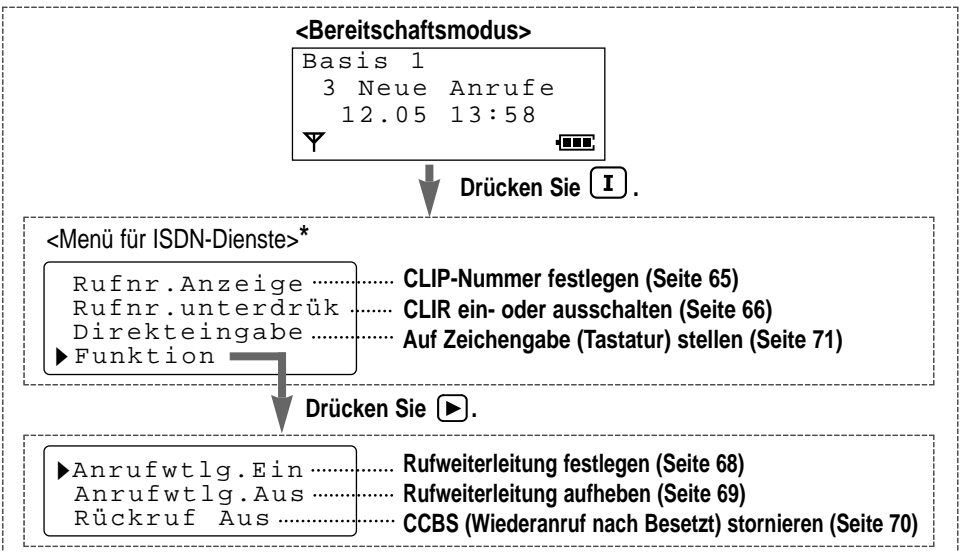 <Bereitschaftsmodus>
Basis 1
3 Neue Anrufe
12.05 13:58
Drücken Sie I .
<Menü für ISDN-Dienste>*
Rufnr.Anzeige ............ CLIP-Nummer festlegen (Seite 65)
Rufnr.unterdrük ........ CLIR ein- oder ausschalten (Seite 66)
Direkteingabe ............ Auf Zeichengabe (Tastatur) stellen (Seite 71)
▶Funktion
Drücken Sie ▶.
▶Anrufwtlg.Ein ............ Rufweiterleitung festlegen (Seite 68)
Anrufwtlg.Aus ............ Rufweiterleitung aufheben (Seite 69)
Rückruf Aus ................ CCBS (Wiederanruf nach Besetzt) stornieren (Seite 70)